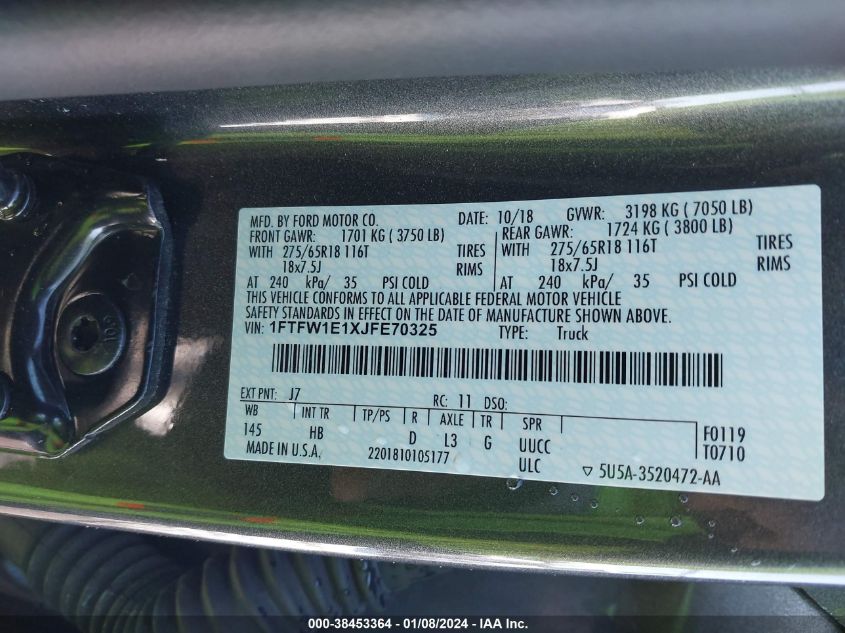 MFD. BY FORD MOTOR CO. DATE: 10/18 GVWR: 3198 KG ( 7050 LB)
FRONT GAWR: 1701 KG ( 3750 LB) REAR GAWR: 1724 KG ( 3800 LB)
WITH 275/65R18 116T TIRES WITH 275/65R18 116T TIRES
18x7.5J RIMS 18x7.5J RIMS
AT 240 kPa/ 35 PSI COLD AT 240 kPa/ 35 PSI COLD
THIS VEHICLE CONFORMS TO ALL APPLICABLE FEDERAL MOTOR VEHICLE
SAFETY STANDARDS IN EFFECT ON THE DATE OF MANUFACTURE SHOWN ABOVE.
VIN: 1FTFW1E1XJFE70325 TYPE: Truck
EXT PNT: J7 RC: 11 DSO:
WB INT TR TP/PS R AXLE TR SPR F0119
145 HB D L3 G UUCC T0710
MADE IN U.S.A. 2201810105177 ULC ▽ 5U5A-3520472-AA
000-38453364 - 01/08/2024 - IAA Inc.